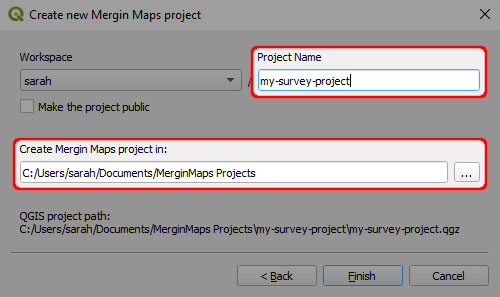 Create new Mergin Maps project
Workspace
Project Name
sarah / my-survey-project
Make the project public
Create Mergin Maps project in:
C:/Users/sarah/Documents/MerginMaps Projects ...
QGIS project path:
C:/Users/sarah/Documents/MerginMaps Projects\my-survey-project\my-survey-project.qgz
< Back Finish Cancel